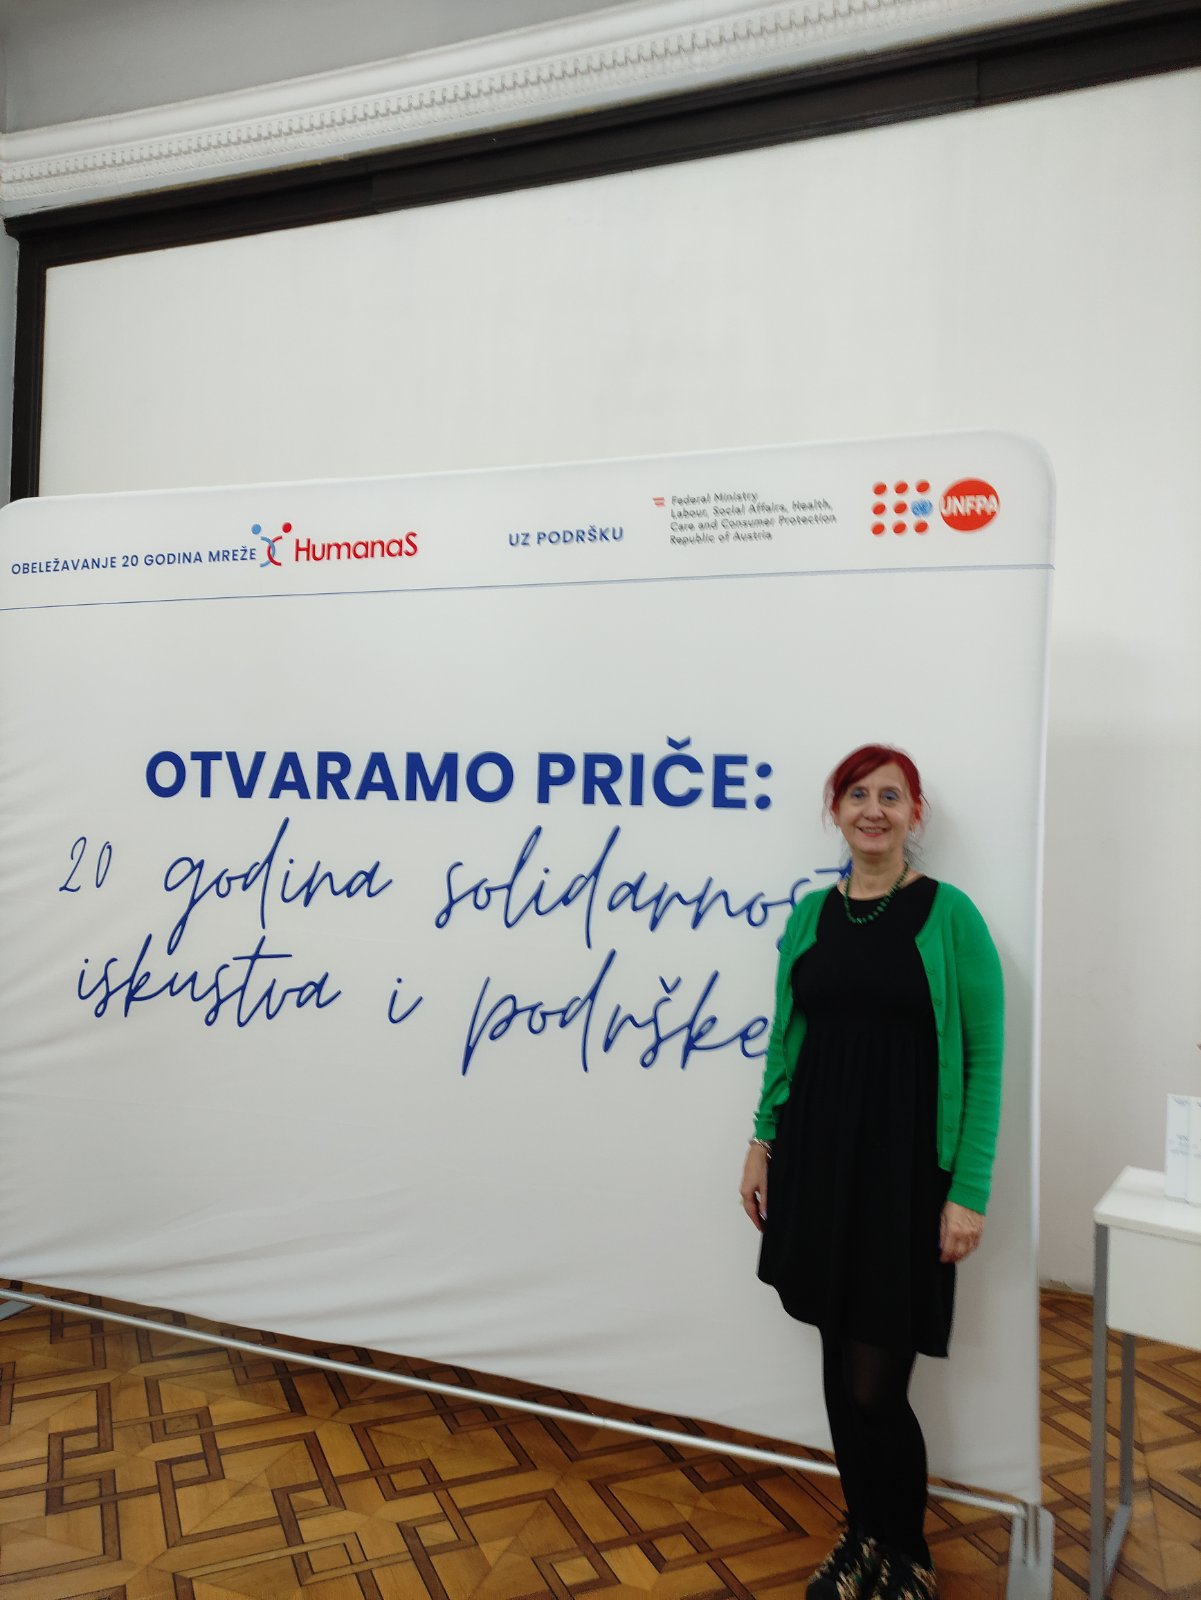 OBELEŽAVANJE 20 GODINA MREŽE HumanaS
UZ PODRŠKU
Federal Ministry
Labour, Social Affairs, Health,
Care and Consumer Protection
Republic of Austria
UNFPA
OTVARAMO PRIČE:
20 godina solidarnost
iskustva i podrške